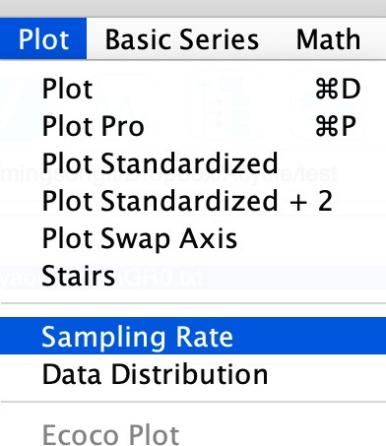 Plot Basic Series Math
Plot ⌘D
Plot Pro ⌘P
Plot Standardized
Plot Standardized + 2
Plot Swap Axis
Stairs
Sampling Rate
Data Distribution
Ecoco Plot